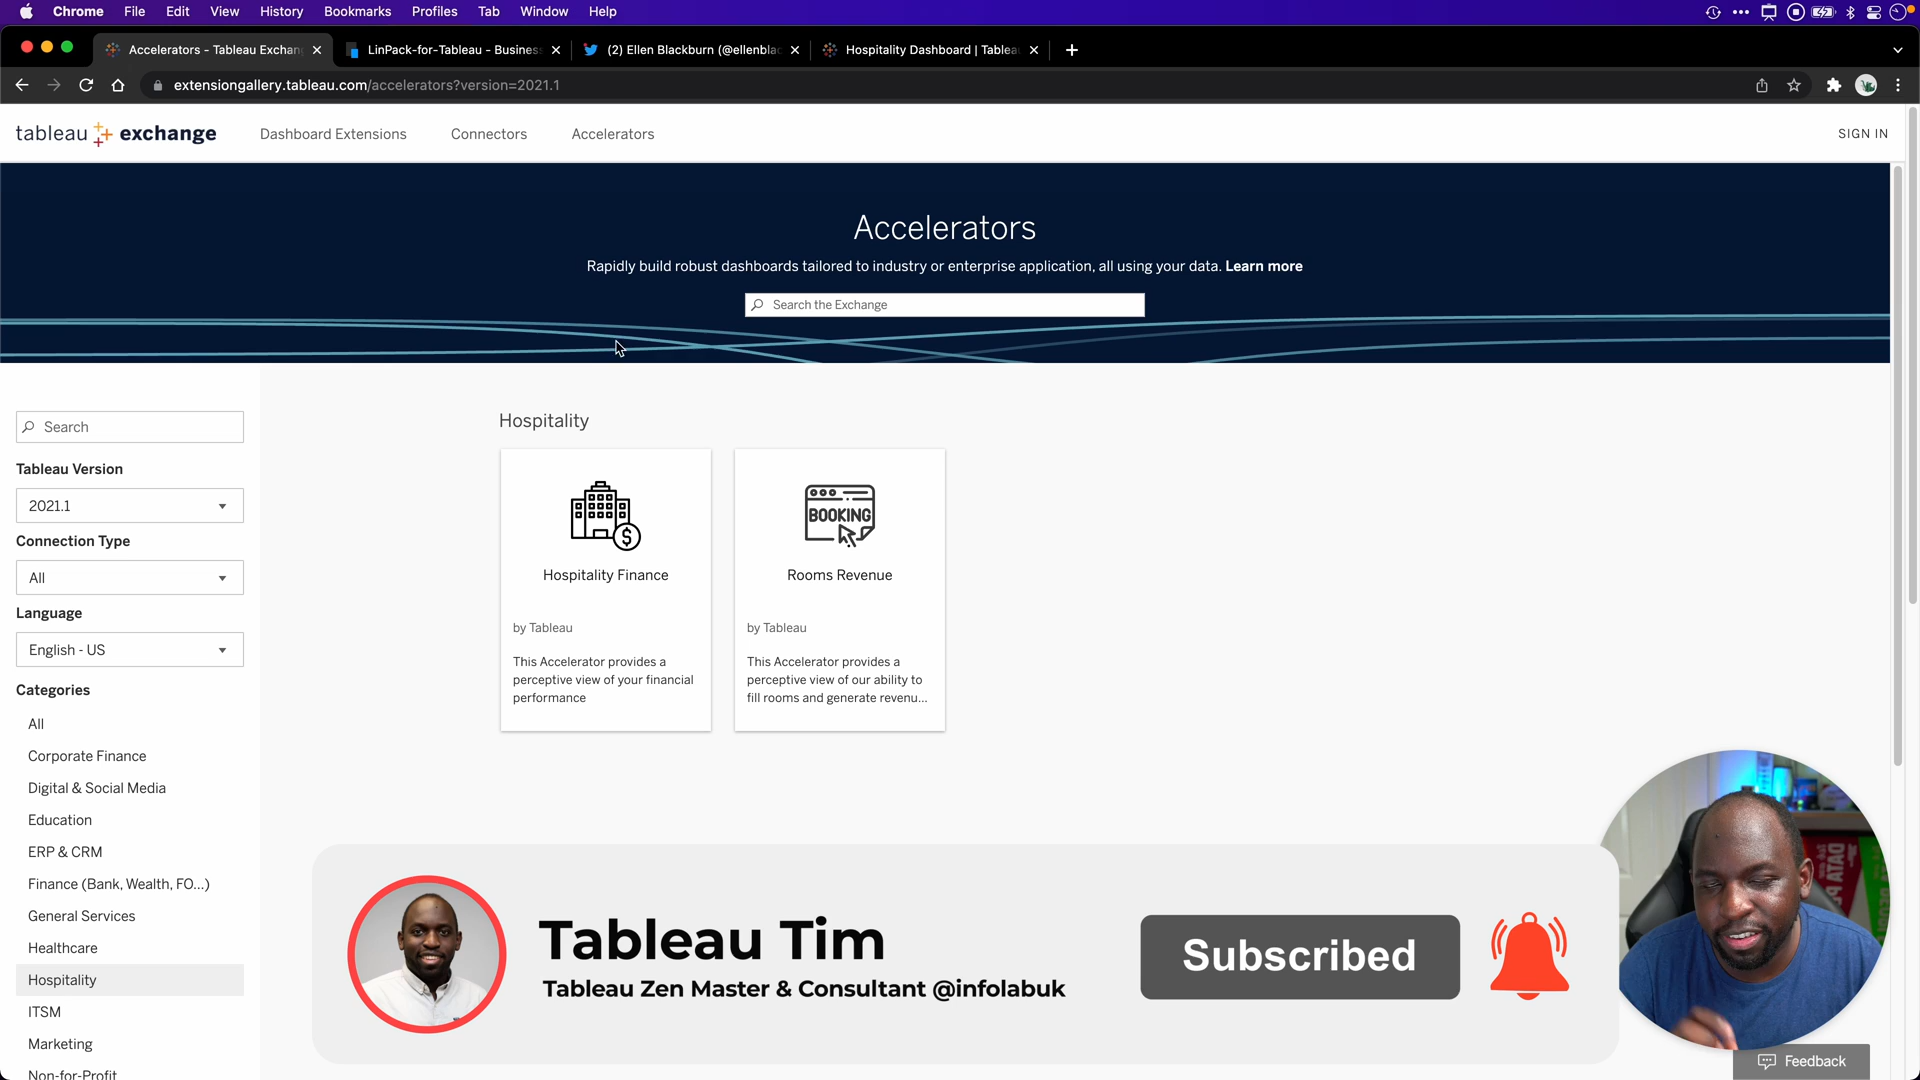 Chrome File Edit View History Bookmarks Profiles Tab Window Help
Accelerators - Tableau Exchan
LinPack-for-Tableau - Business
(2) Ellen Blackburn (@ellenblac
Hospitality Dashboard | Tablea
extensiongallery.tableau.com/accelerators?version=2021.1
tableau exchange
Dashboard Extensions
Connectors
Accelerators
SIGN IN
Accelerators
Rapidly build robust dashboards tailored to industry or enterprise application, all using your data. Learn more
Search the Exchange
Search
Tableau Version
2021.1
Connection Type
All
Language
English - US
Categories
All
Corporate Finance
Digital & Social Media
Education
ERP & CRM
Finance (Bank, Wealth, FO...)
General Services
Healthcare
Hospitality
ITSM
Marketing
Non-for-Profit
Hospitality
Hospitality Finance
by Tableau
This Accelerator provides a
perceptive view of your financial
performance
BOOKING
Rooms Revenue
by Tableau
This Accelerator provides a
perceptive view of our ability to
fill rooms and generate revenu...
Tableau Tim
Tableau Zen Master & Consultant @infolabuk
Subscribed
Feedback